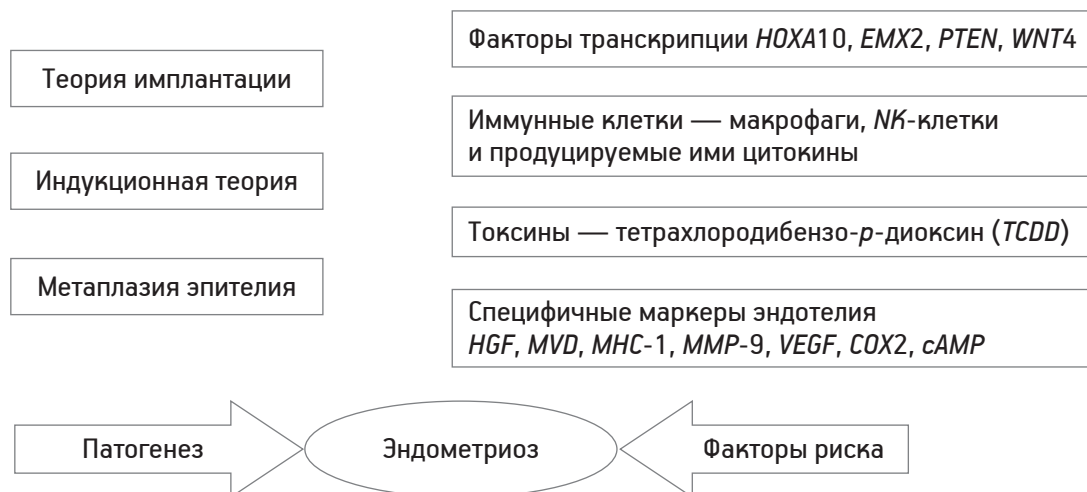 Теория имплантации
Индукционная теория
Метаплазия эпителия
Факторы транскрипции HOXA10, EMX2, PTEN, WNT4
Иммунные клетки — макрофаги, NK-клетки
и продуцируемые ими цитокины
Токсины — тетрахлородибензо-p-диоксин (TCDD)
Специфичные маркеры эндотелия
HGF, MVD, MHC-1, MMP-9, VEGF, COX2, cAMP
Патогенез
Эндометриоз
Факторы риска